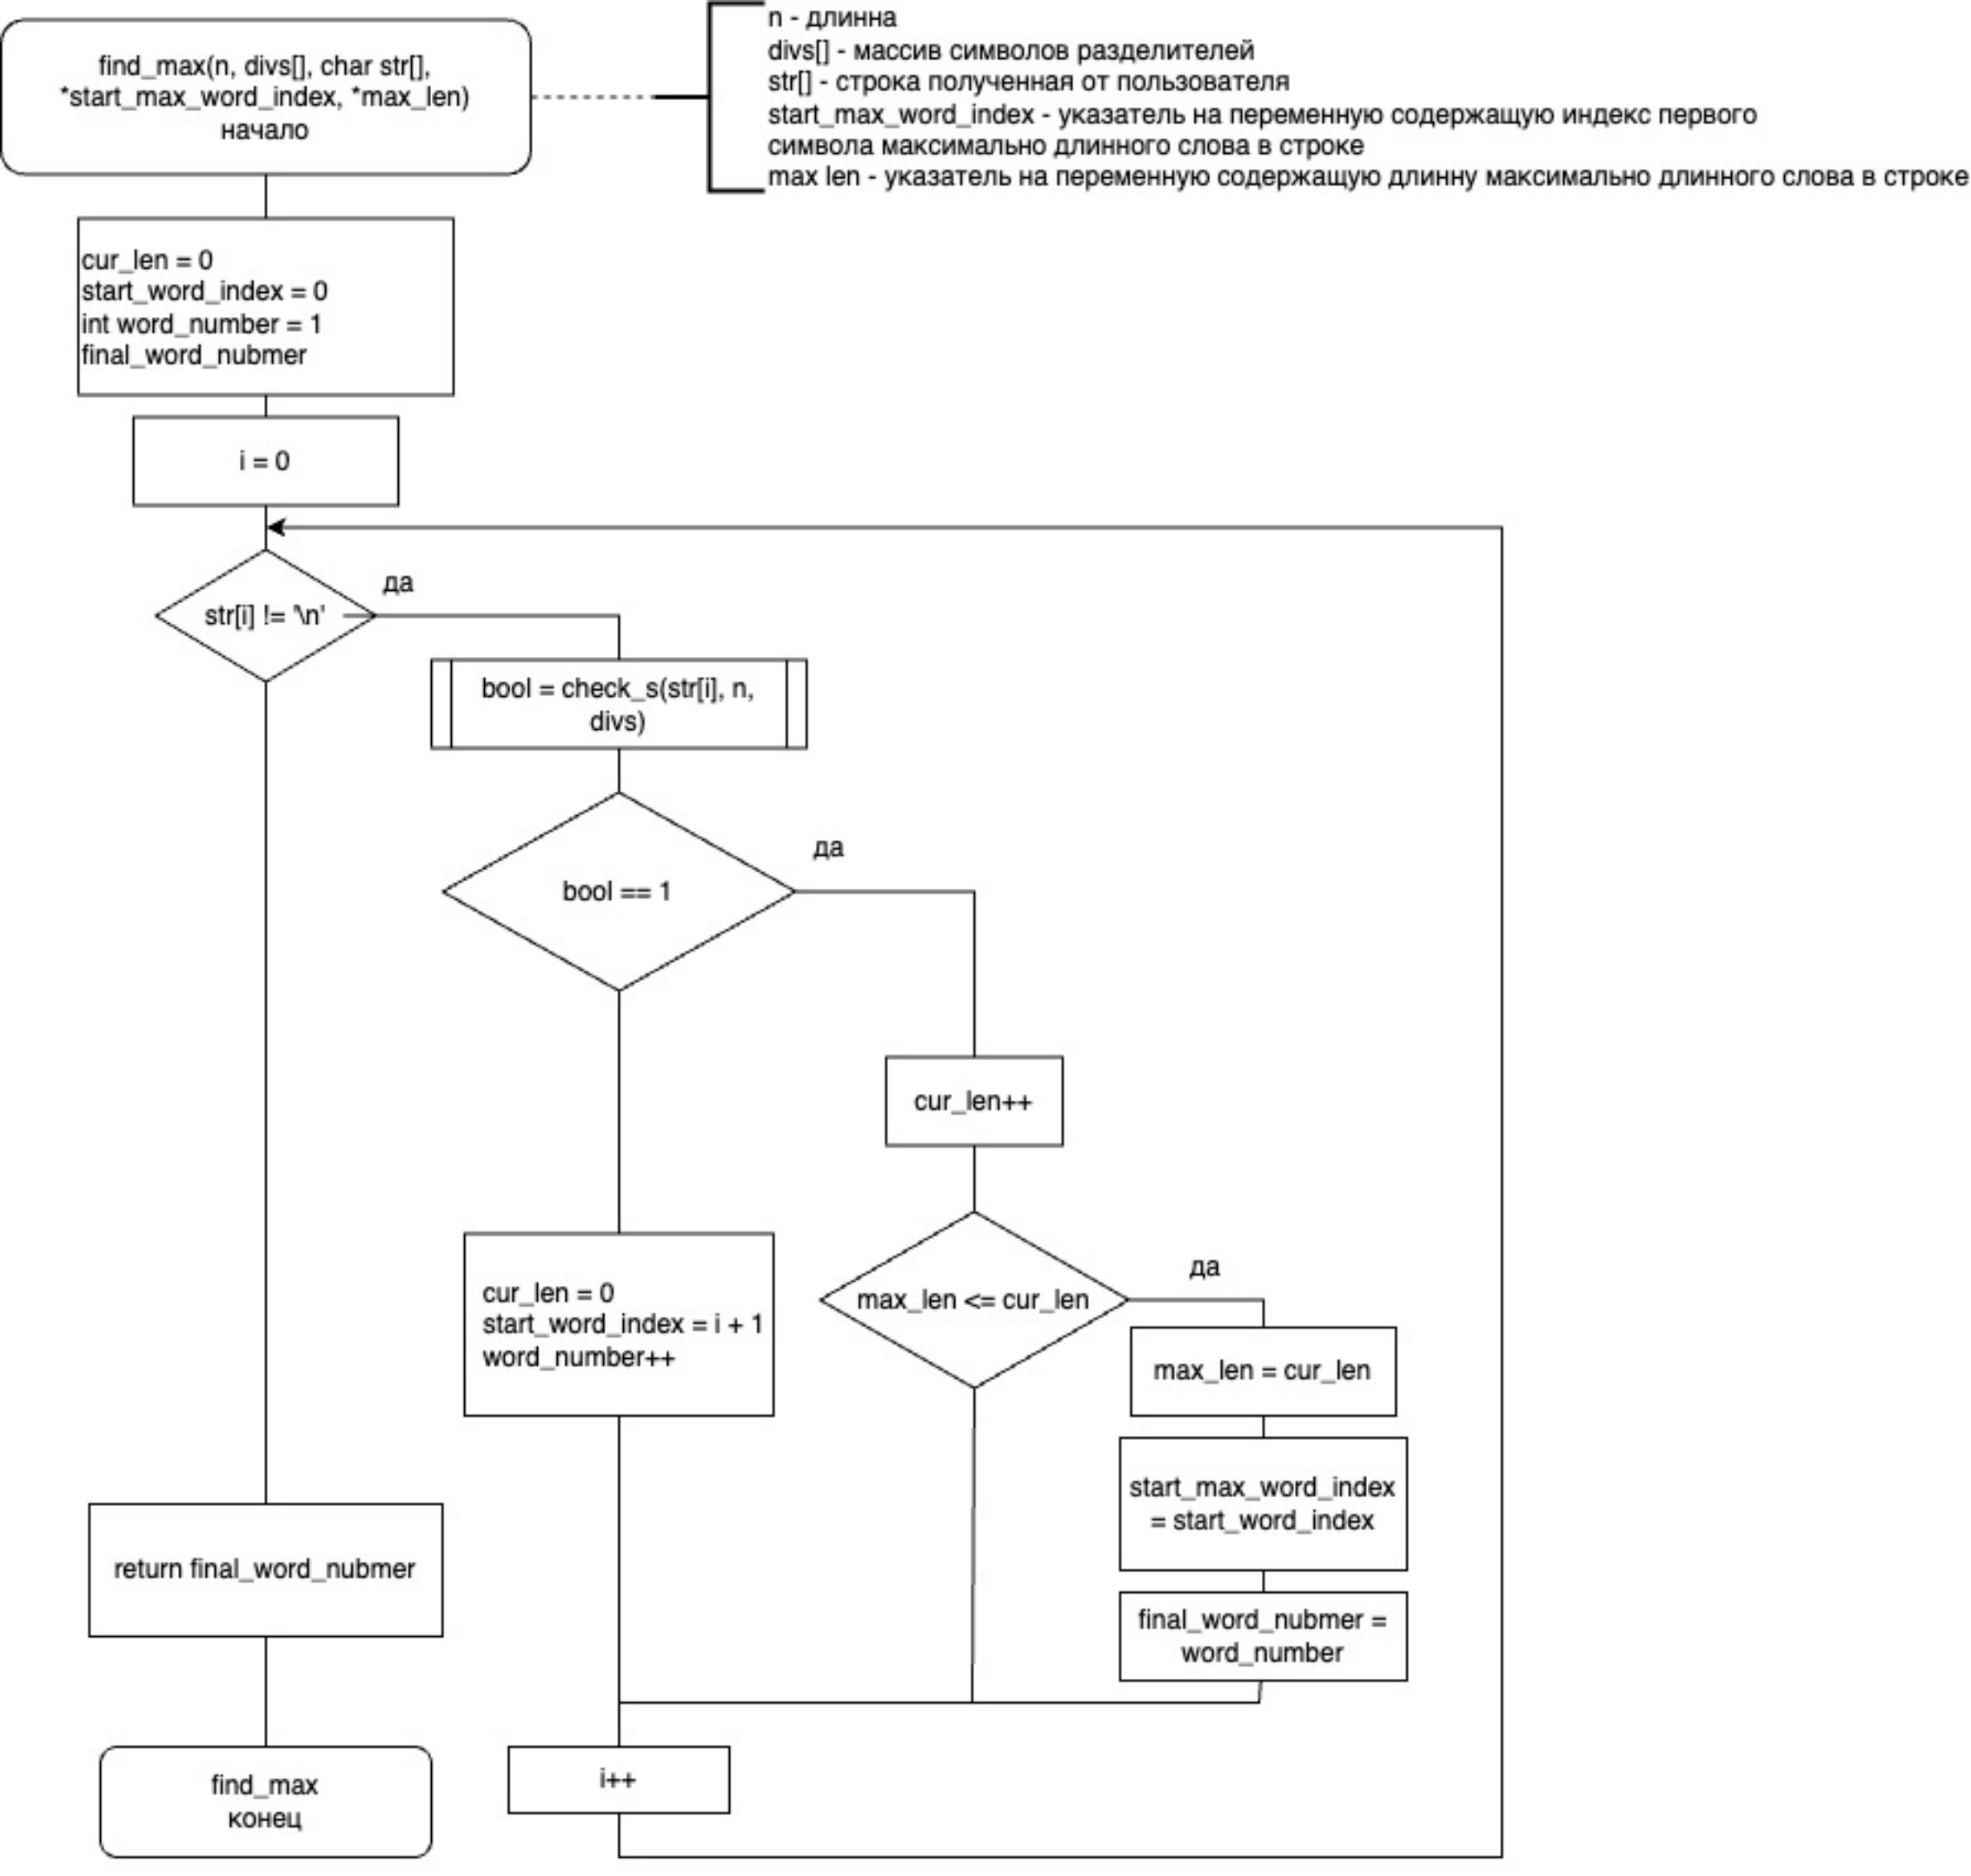 find_max(n, divs[], char str[],
*start_max_word_index, *max_len)
начало
n - длинна
divs[] - массив символов разделителей
str[] - строка полученная от пользователя
start_max_word_index - указатель на переменную содержащую индекс первого
символа максимально длинного слова в строке
max len - указатель на переменную содержащую длинну максимально длинного слова в строке
cur_len = 0
start_word_index = 0
int word_number = 1
final_word_nubmer
i = 0
str[i] != '\n'
да
bool = check_s(str[i], n,
divs)
bool == 1
да
cur_len++
max_len <= cur_len
да
cur_len = 0
start_word_index = i + 1
word_number++
max_len = cur_len
start_max_word_index
= start_word_index
final_word_nubmer =
word_number
return final_word_nubmer
i++
find_max
конец